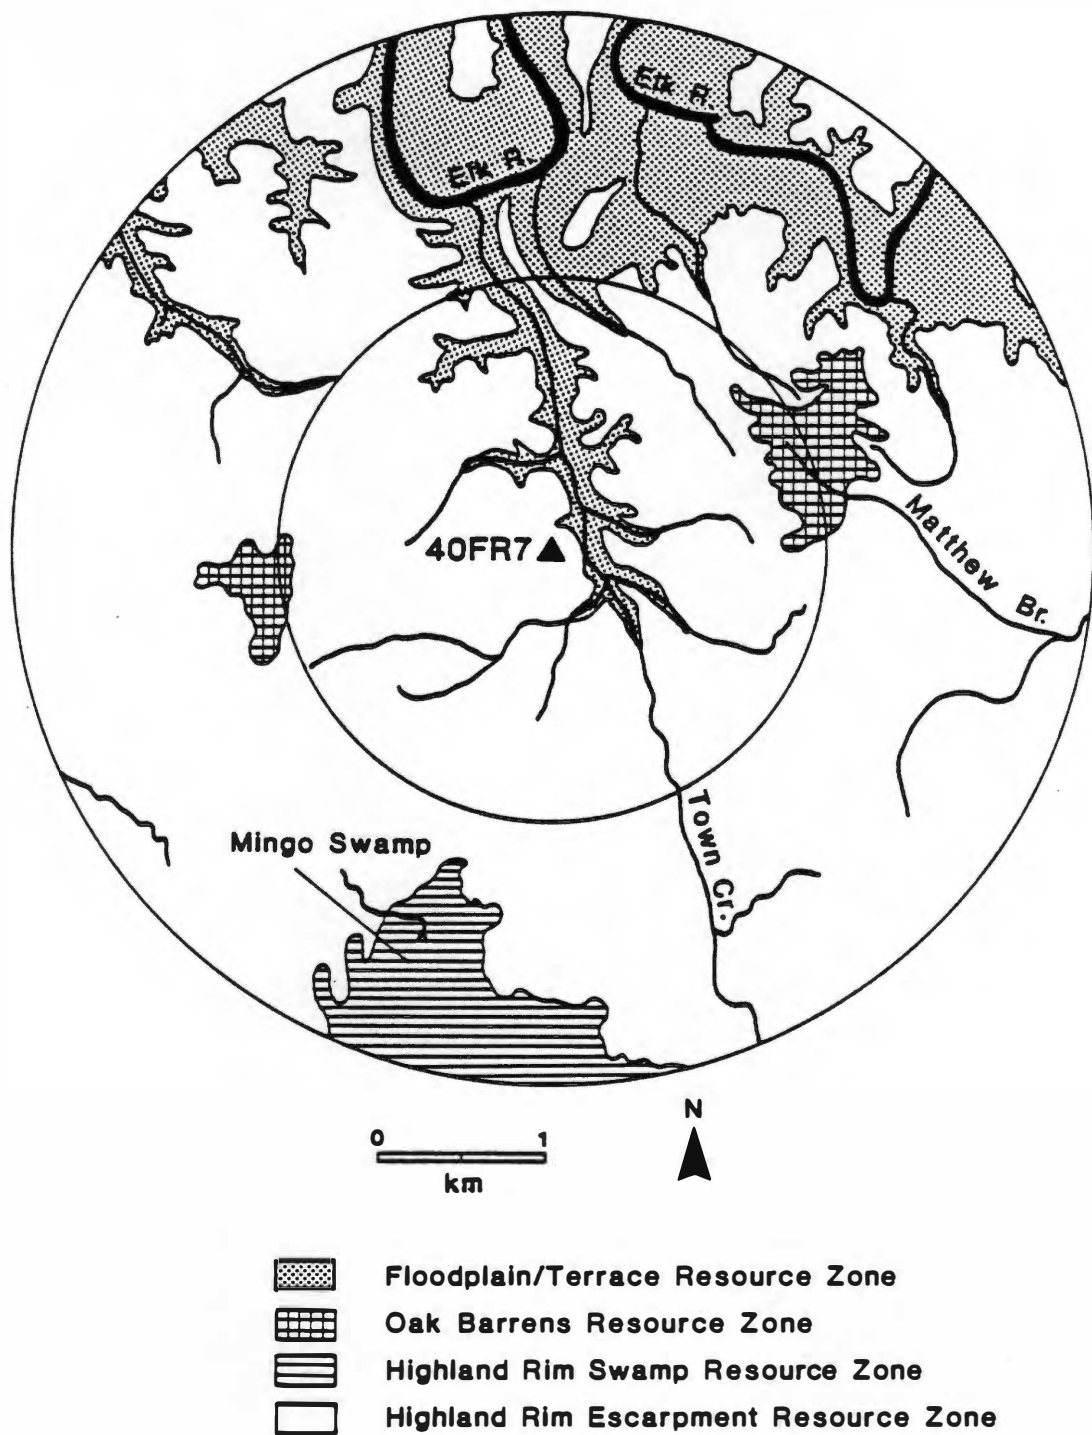 Elk R.
Elk R.
40FR7
Matthew Br.
Mingo Swamp
Town Cr.
N
0 1
km
Floodplain/Terrace Resource Zone
Oak Barrens Resource Zone
Highland Rim Swamp Resource Zone
Highland Rim Escarpment Resource Zone